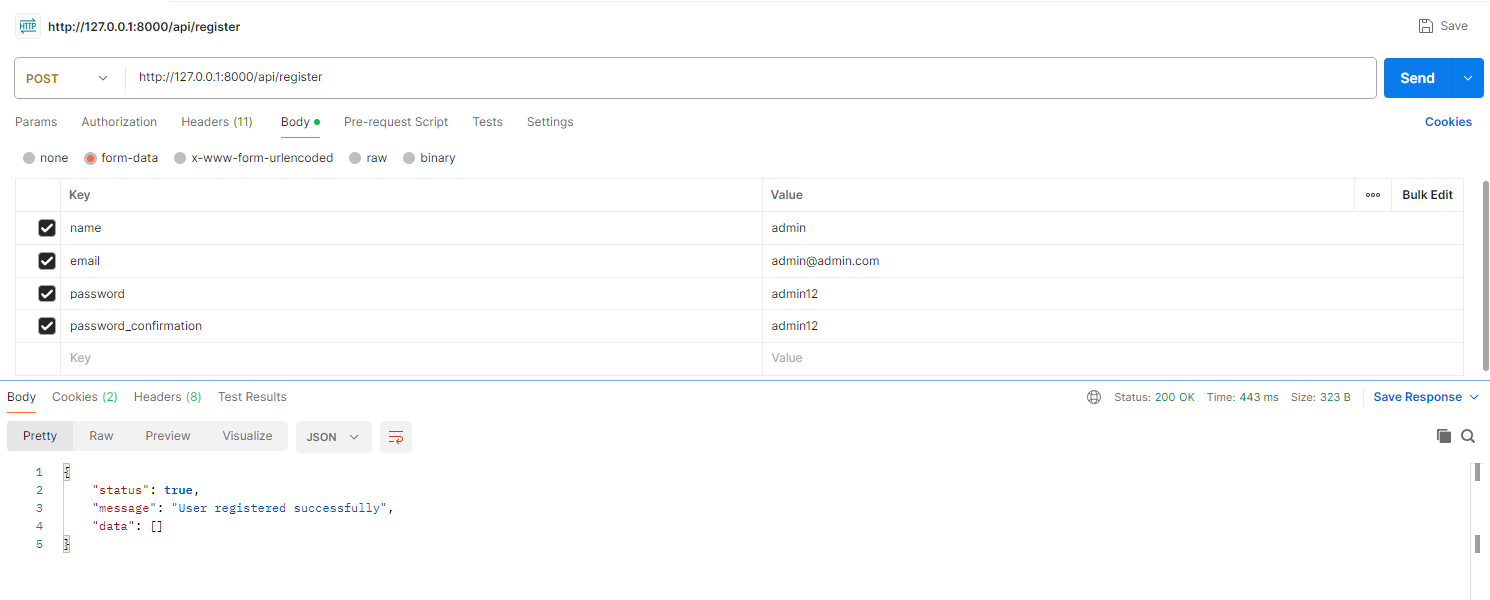 HTTP http://127.0.0.1:8000/api/register Save
POST http://127.0.0.1:8000/api/register Send
Params Authorization Headers (11) Body Pre-request Script Tests Settings Cookies
none form-data x-www-form-urlencoded raw binary
Key Value Bulk Edit
name admin
email admin@admin.com
password admin12
password_confirmation admin12
Key Value
Body Cookies (2) Headers (8) Test Results Status: 200 OK Time: 443 ms Size: 323 B Save Response
Pretty Raw Preview Visualize JSON
1 {
2 "status": true,
3 "message": "User registered successfully",
4 "data": []
5 }